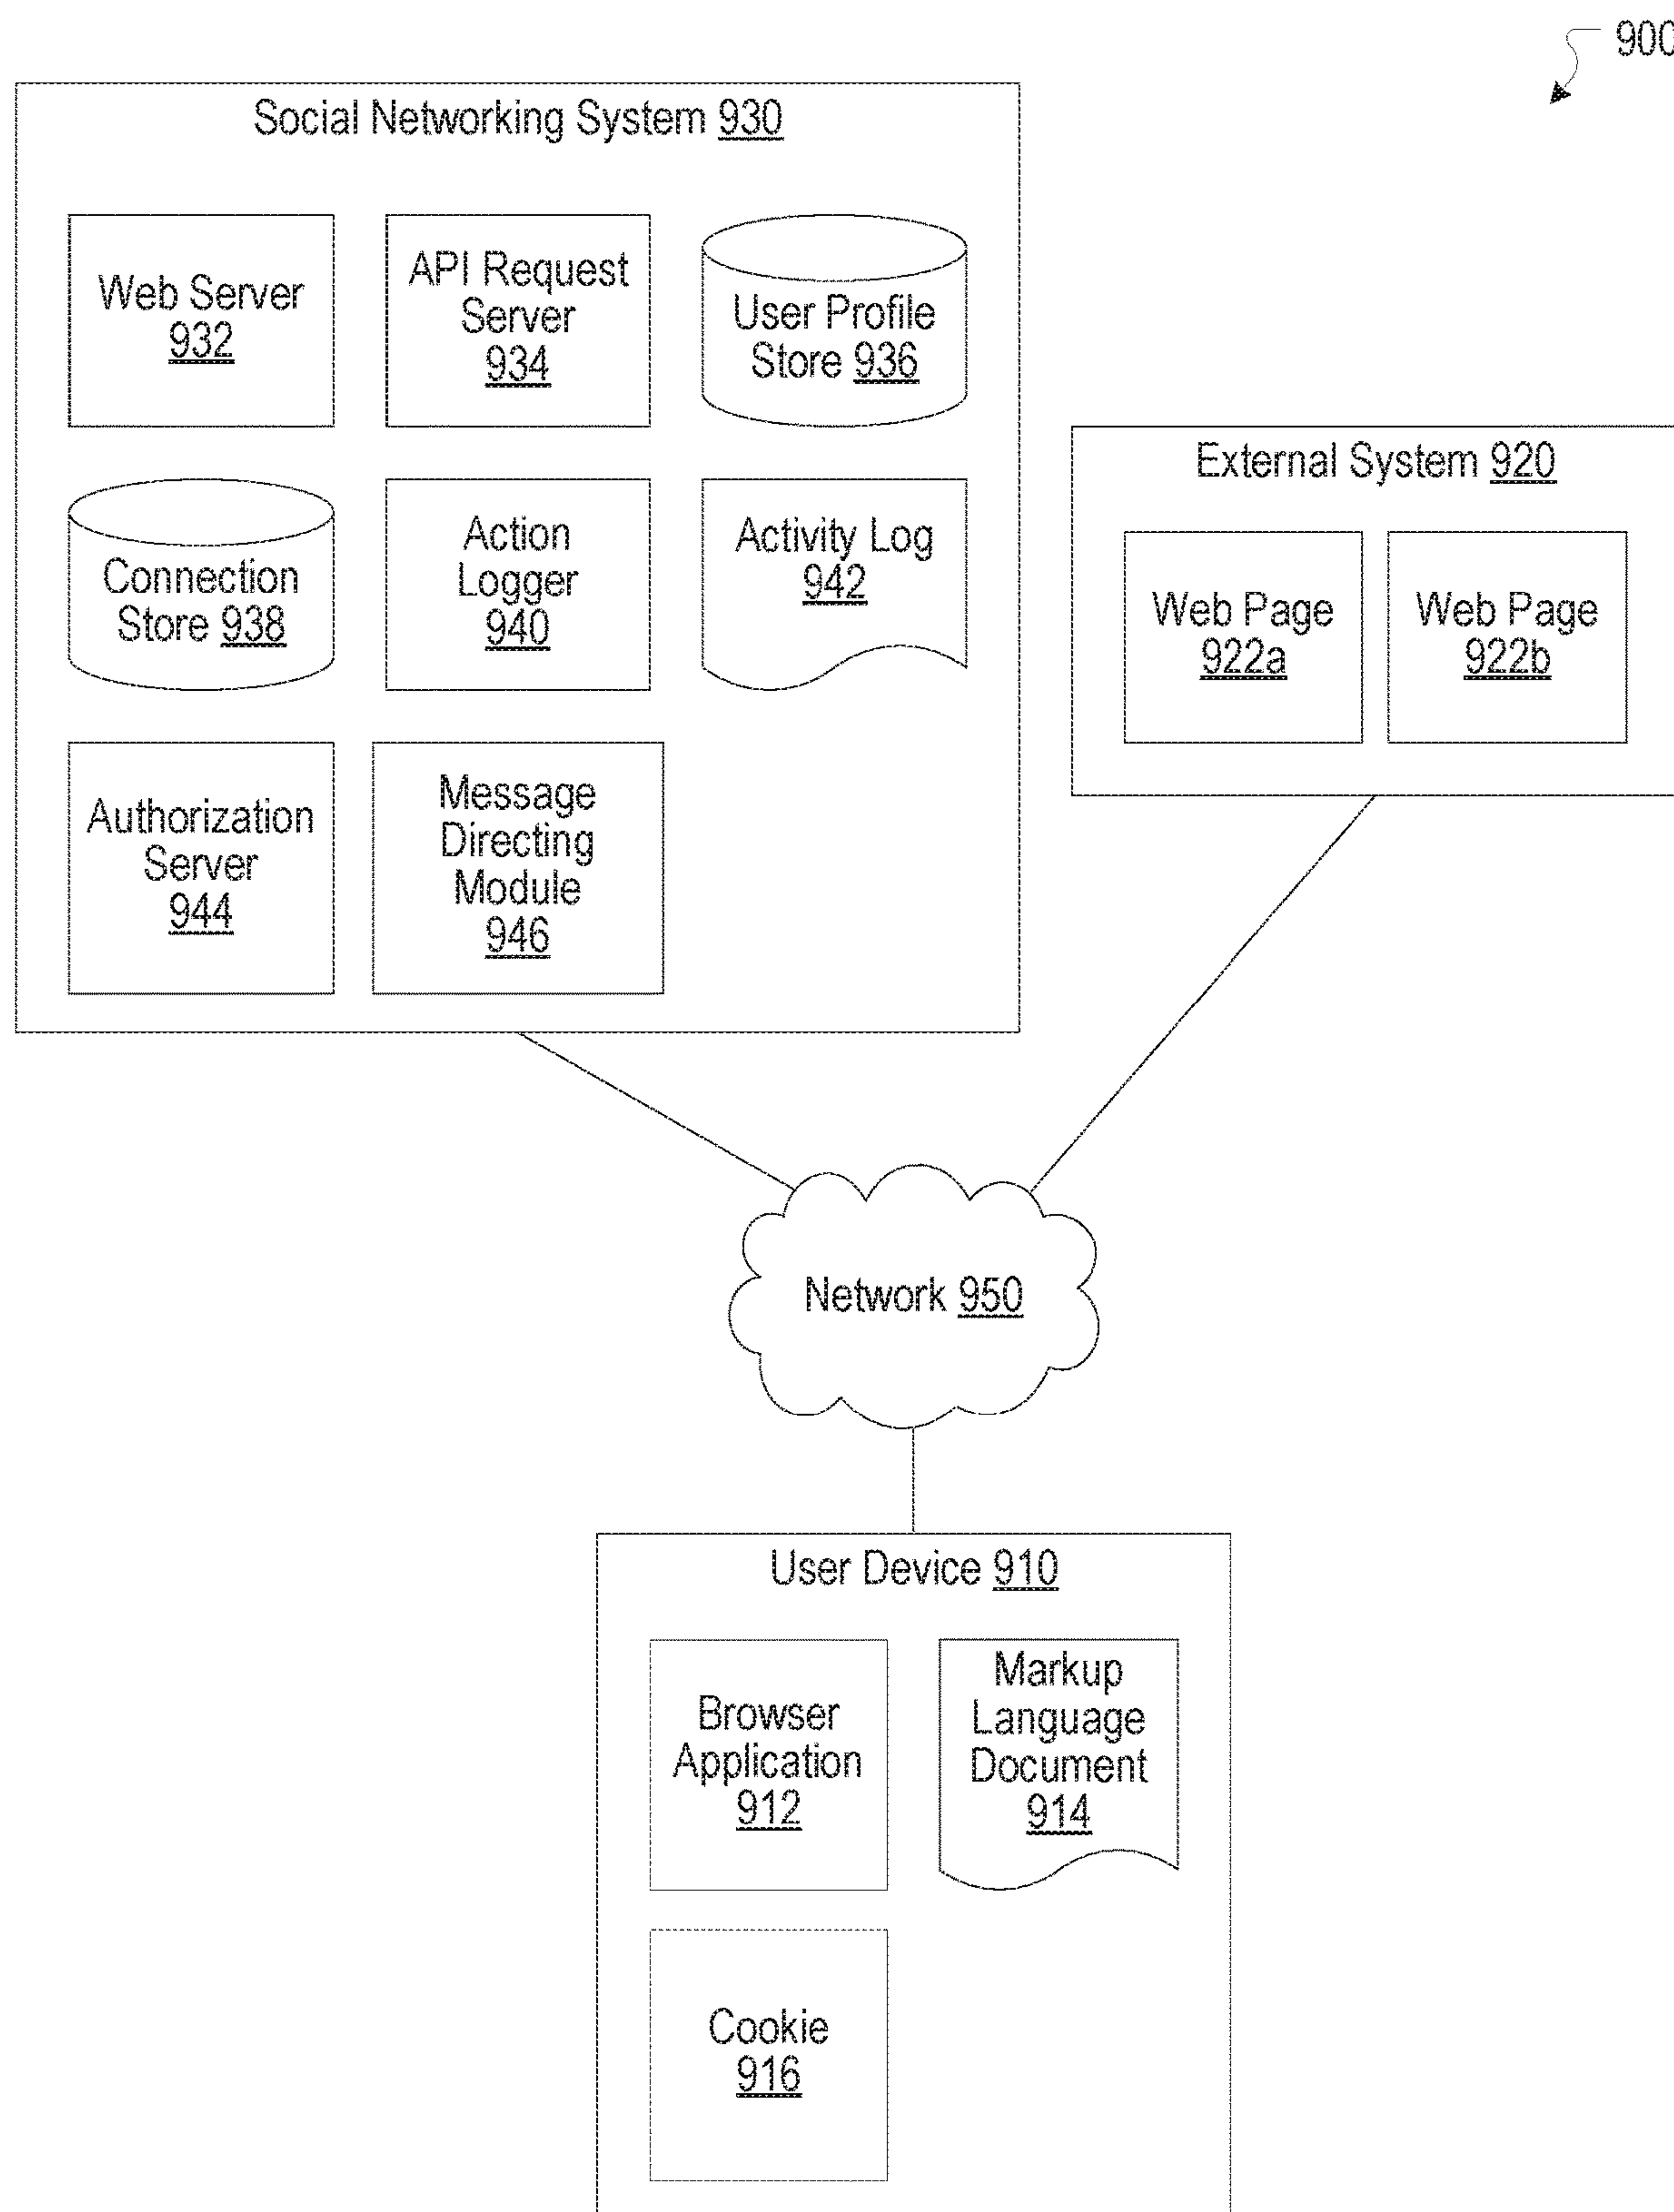 900
Social Networking System 930
Web Server
932
API Request
Server
934
User Profile
Store 936
Connection
Store 938
Action
Logger
940
Activity Log
942
Authorization
Server
944
Message
Directing
Module
946
External System 920
Web Page
922a
Web Page
922b
Network 950
User Device 910
Browser
Application
912
Markup
Language
Document
914
Cookie
916